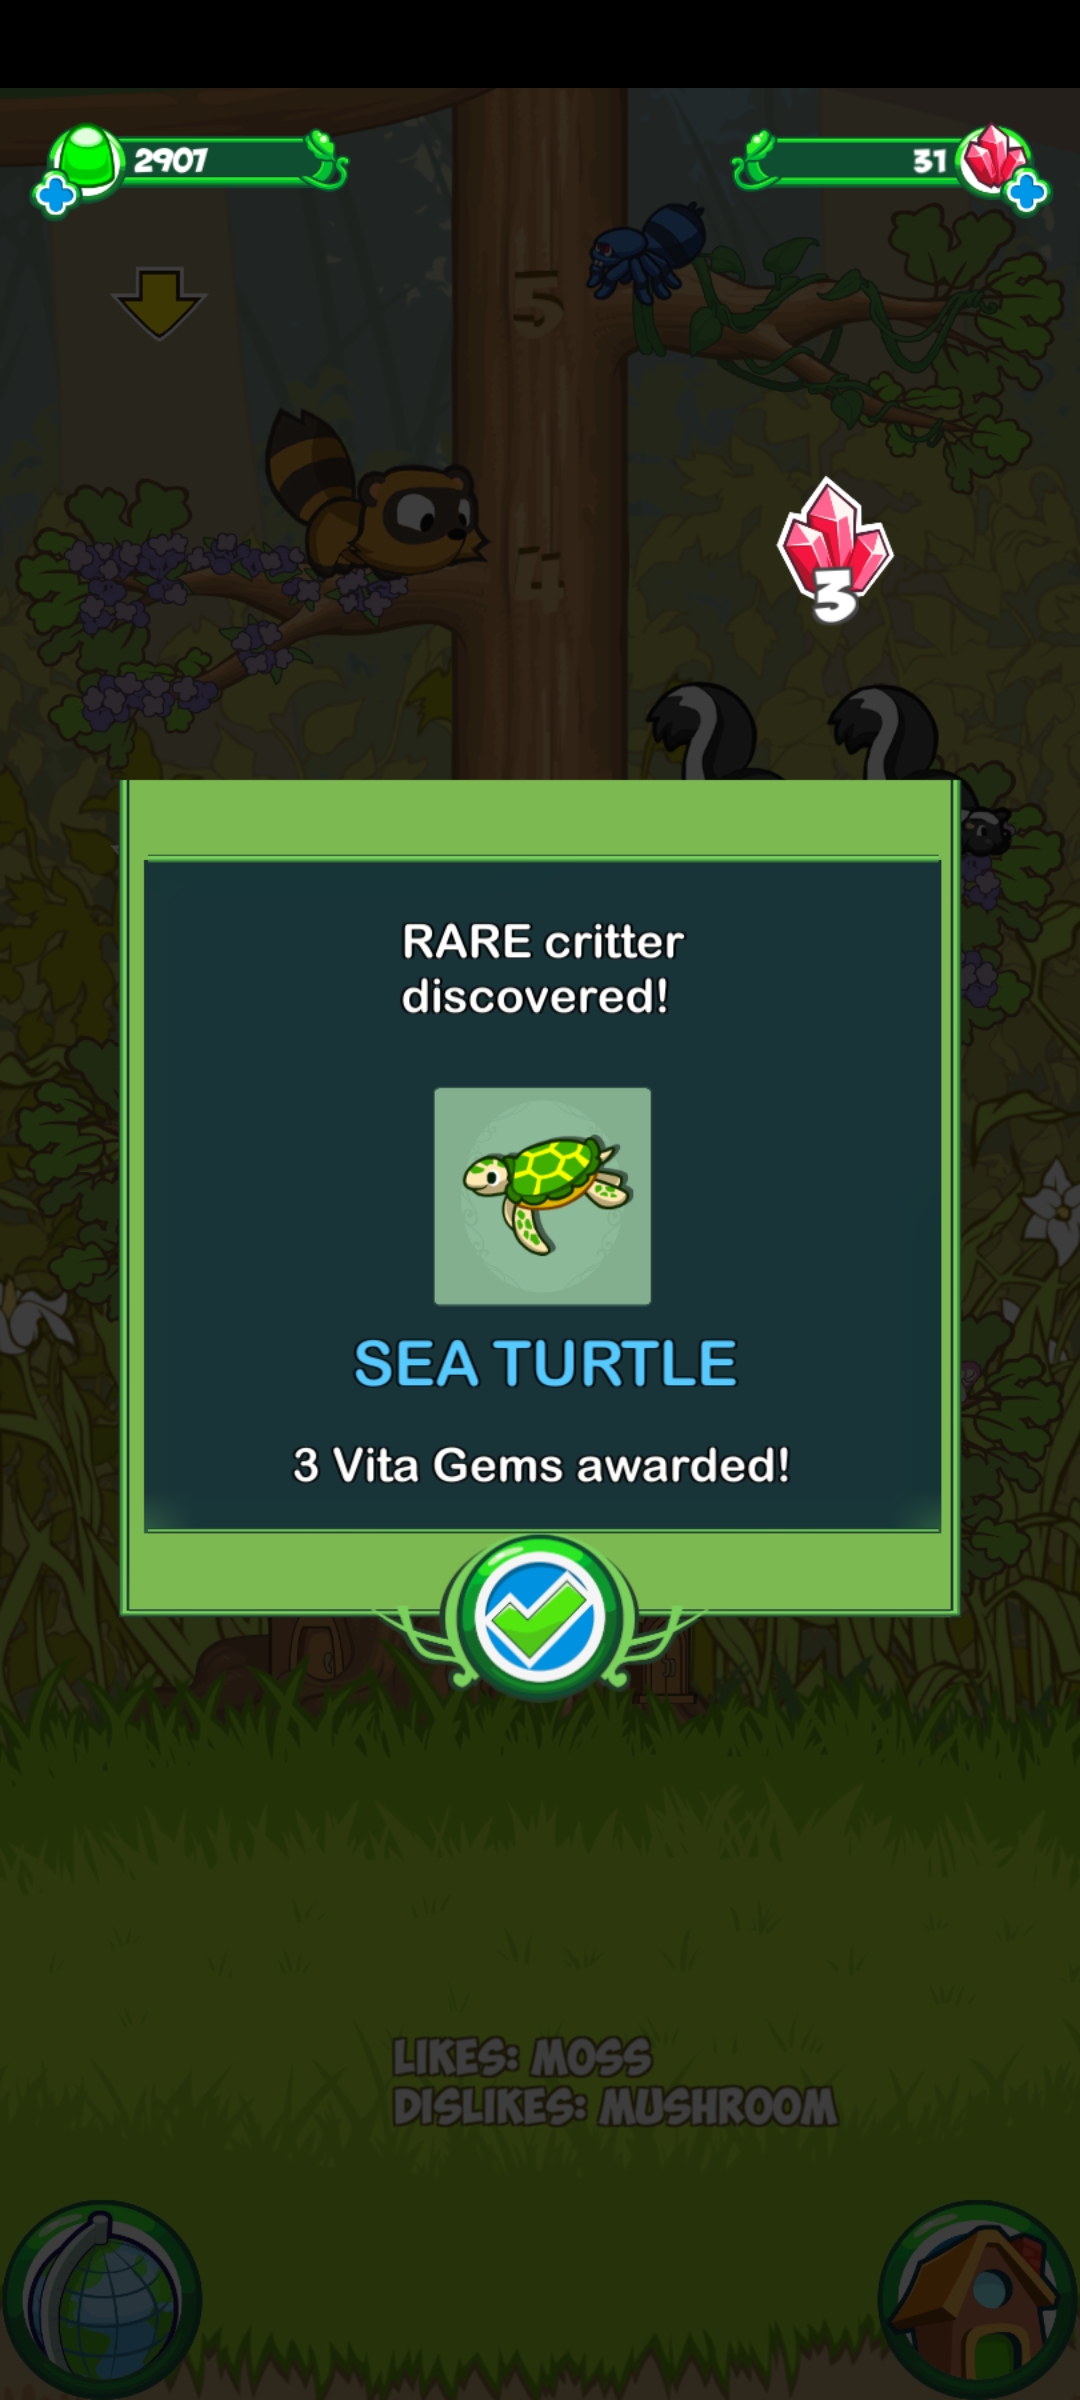 2907
31
5
4
3
RARE critter
discovered!
SEA TURTLE
3 Vita Gems awarded!
LIKES: MOSS
DISLIKES: MUSHROOM